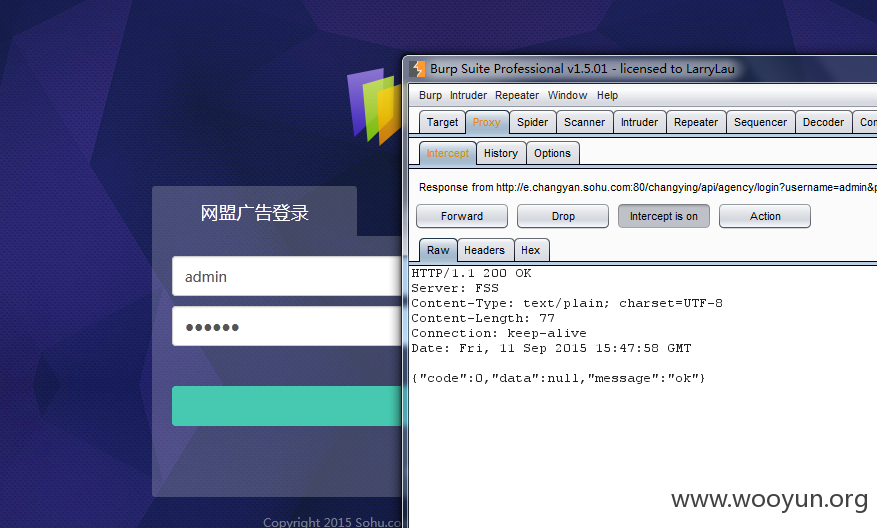 网盟广告登录
admin
Copyright 2015 Sohu.co
Burp Suite Professional v1.5.01 - licensed to LarryLau
Burp Intruder Repeater Window Help
Target Proxy Spider Scanner Intruder Repeater Sequencer Decoder Con
Intercept History Options
Response from http://e.changyan.sohu.com:80/changying/api/agency/login?username=admin&p
Forward Drop Intercept is on Action
Raw Headers Hex
HTTP/1.1 200 OK
Server: FSS
Content-Type: text/plain; charset=UTF-8
Content-Length: 77
Connection: keep-alive
Date: Fri, 11 Sep 2015 15:47:58 GMT
{"code":0,"data":null,"message":"ok"}
www.wooyun.org